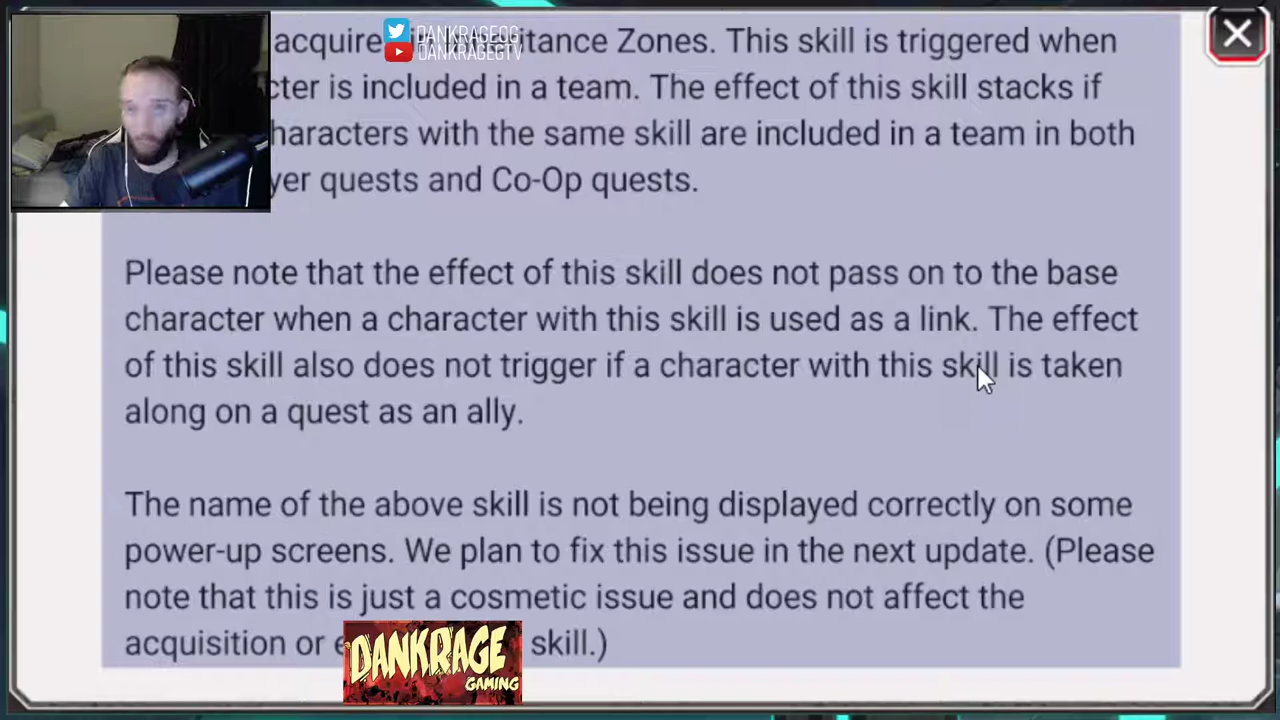 DANKRAGEOG
DANKRAGEGTV
acquire itance Zones. This skill is triggered when
cter is included in a team. The effect of this skill stacks if
haracters with the same skill are included in a team in both
yer quests and Co-Op quests.
Please note that the effect of this skill does not pass on to the base
character when a character with this skill is used as a link. The effect
of this skill also does not trigger if a character with this skill is taken
along on a quest as an ally.
The name of the above skill is not being displayed correctly on some
power-up screens. We plan to fix this issue in the next update. (Please
note that this is just a cosmetic issue and does not affect the
acquisition or e skill.)
DANKRAGE
GAMING